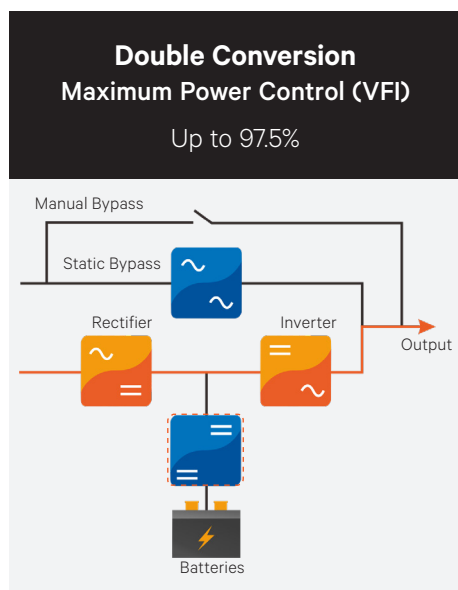 Double Conversion
Maximum Power Control (VFI)
Up to 97.5%
Manual Bypass
Static Bypass
Rectifier
Inverter
Output
Batteries